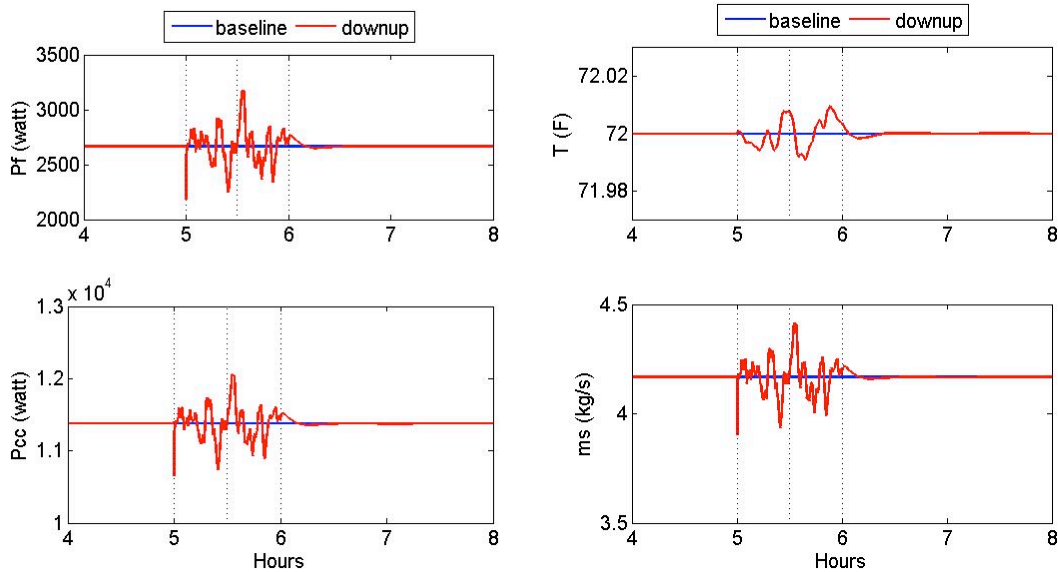 baseline downup
3500
3000
2500
2000
Pf (watt)
4 5 6 7 8
baseline downup
72.02
72
71.98
T (F)
4 5 6 7 8
x 10^4
1.3
1.2
1.1
1
Pcc (watt)
4 5 6 7 8
Hours
4.5
4
3.5
ms (kg/s)
4 5 6 7 8
Hours